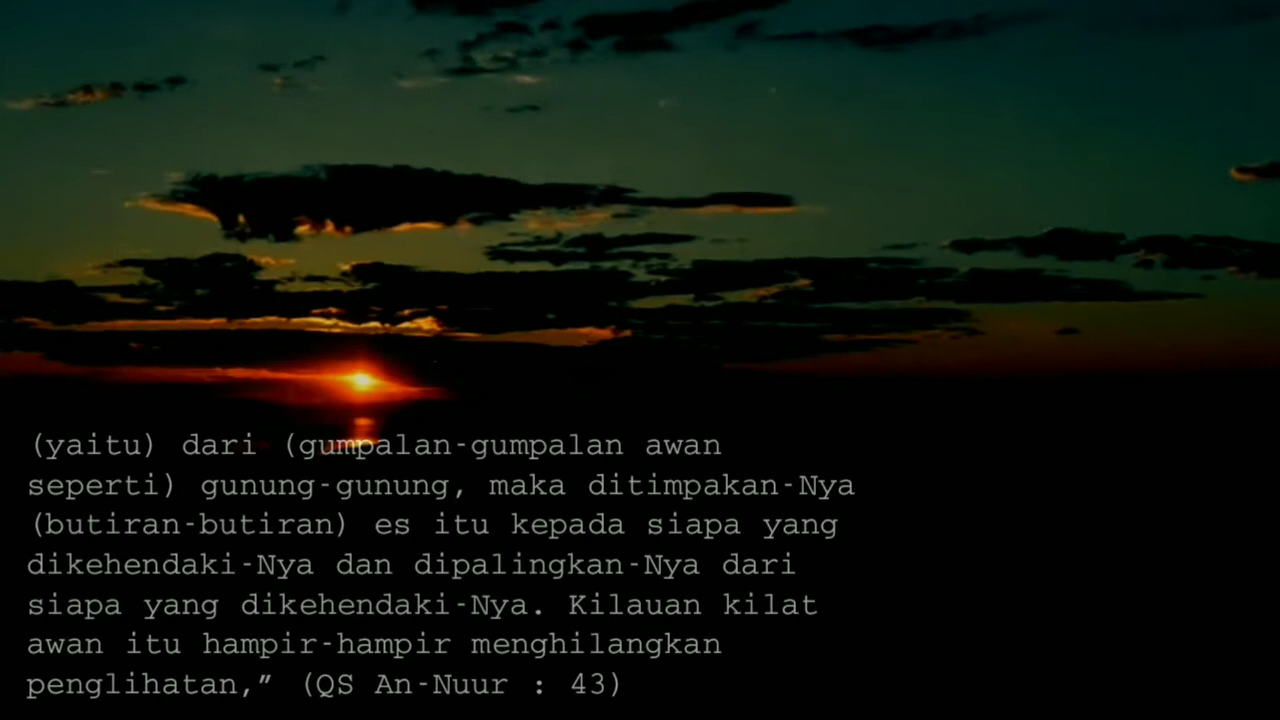 (yaitu) dari (gumpalan-gumpalan awan
seperti) gunung-gunung, maka ditimpakan-Nya
(butiran-butiran) es itu kepada siapa yang
dikehendaki-Nya dan dipalingkan-Nya dari
siapa yang dikehendaki-Nya. Kilauan kilat
awan itu hampir-hampir menghilangkan
penglihatan,” (QS An-Nuur : 43)